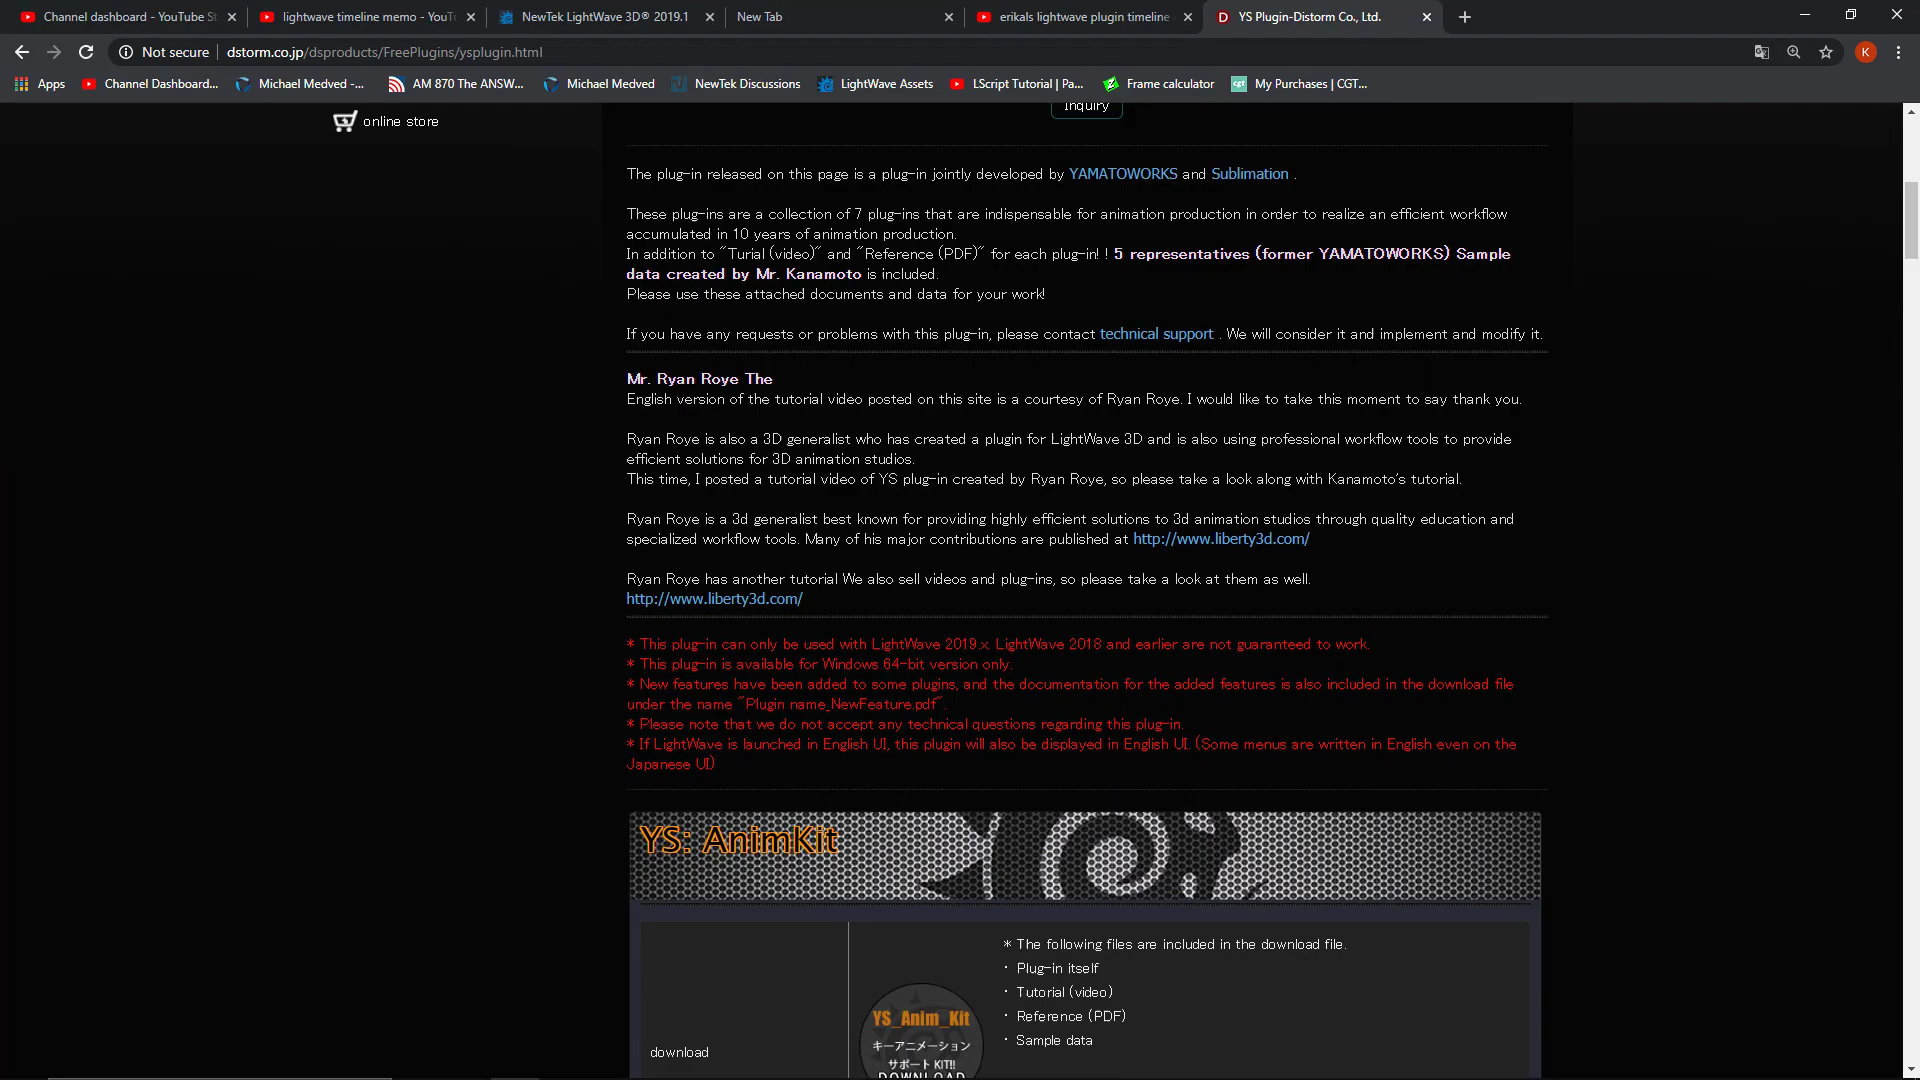 Channel dashboard - YouTube St
lightwave timeline memo - YouTu
NewTek LightWave 3D® 2019.1
New Tab
erikals lightwave plugin timeline
YS Plugin-Distorm Co., Ltd.
Not secure
dstorm.co.jp/dsproducts/FreePlugins/ysplugin.html
K
Apps
Channel Dashboard...
Michael Medved -...
AM 870 The ANSW...
Michael Medved
NewTek Discussions
LightWave Assets
LScript Tutorial | Pa...
Frame calculator
My Purchases | CGT...
Inquiry
online store
The plug-in released on this page is a plug-in jointly developed by YAMATOWORKS and Sublimation .
These plug-ins are a collection of 7 plug-ins that are indispensable for animation production in order to realize an efficient workflow
accumulated in 10 years of animation production.
In addition to "Turial (video)" and "Reference (PDF)" for each plug-in! ! 5 representatives (former YAMATOWORKS) Sample
data created by Mr. Kanamoto is included.
Please use these attached documents and data for your work!
If you have any requests or problems with this plug-in, please contact technical support . We will consider it and implement and modify it.
Mr. Ryan Roye The
English version of the tutorial video posted on this site is a courtesy of Ryan Roye. I would like to take this moment to say thank you.
Ryan Roye is also a 3D generalist who has created a plugin for LightWave 3D and is also using professional workflow tools to provide
efficient solutions for 3D animation studios.
This time, I posted a tutorial video of YS plug-in created by Ryan Roye, so please take a look along with Kanamoto's tutorial.
Ryan Roye is a 3d generalist best known for providing highly efficient solutions to 3d animation studios through quality education and
specialized workflow tools. Many of his major contributions are published at http://www.liberty3d.com/
Ryan Roye has another tutorial We also sell videos and plug-ins, so please take a look at them as well.
http://www.liberty3d.com/
* This plug-in can only be used with LightWave 2019.x. LightWave 2018 and earlier are not guaranteed to work.
* This plug-in is available for Windows 64-bit version only.
* New features have been added to some plugins, and the documentation for the added features is also included in the download file
under the name "Plugin name_NewFeature.pdf".
* Please note that we do not accept any technical questions regarding this plug-in.
* If LightWave is launched in English UI, this plugin will also be displayed in English UI. (Some menus are written in English even on the
Japanese UI)
YS: AnimKit
* The following files are included in the download file.
・ Plug-in itself
・ Tutorial (video)
・ Reference (PDF)
・ Sample data
download
YS_Anim_Kit
キーアニメーション
サポート KIT!!
DOWNLOAD